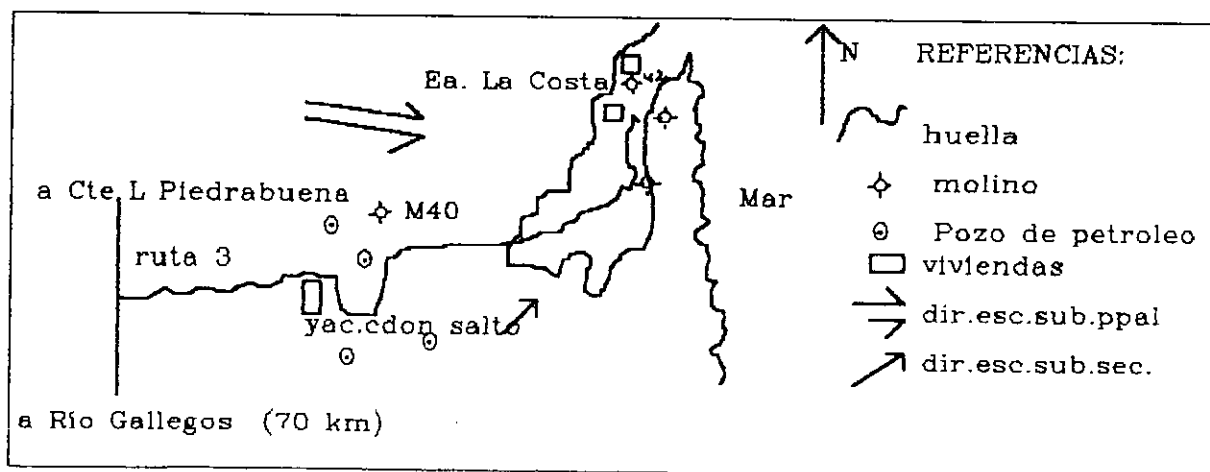 N REFERENCIAS:
Ea. La Costa
huella
a Cte. L Piedrabuena
molino
M40
Mar
Pozo de petroleo
ruta 3
viviendas
yac.cdon salto
dir.esc.sub.ppal
dir.esc.sub.sec.
a Río Gallegos (70 km)